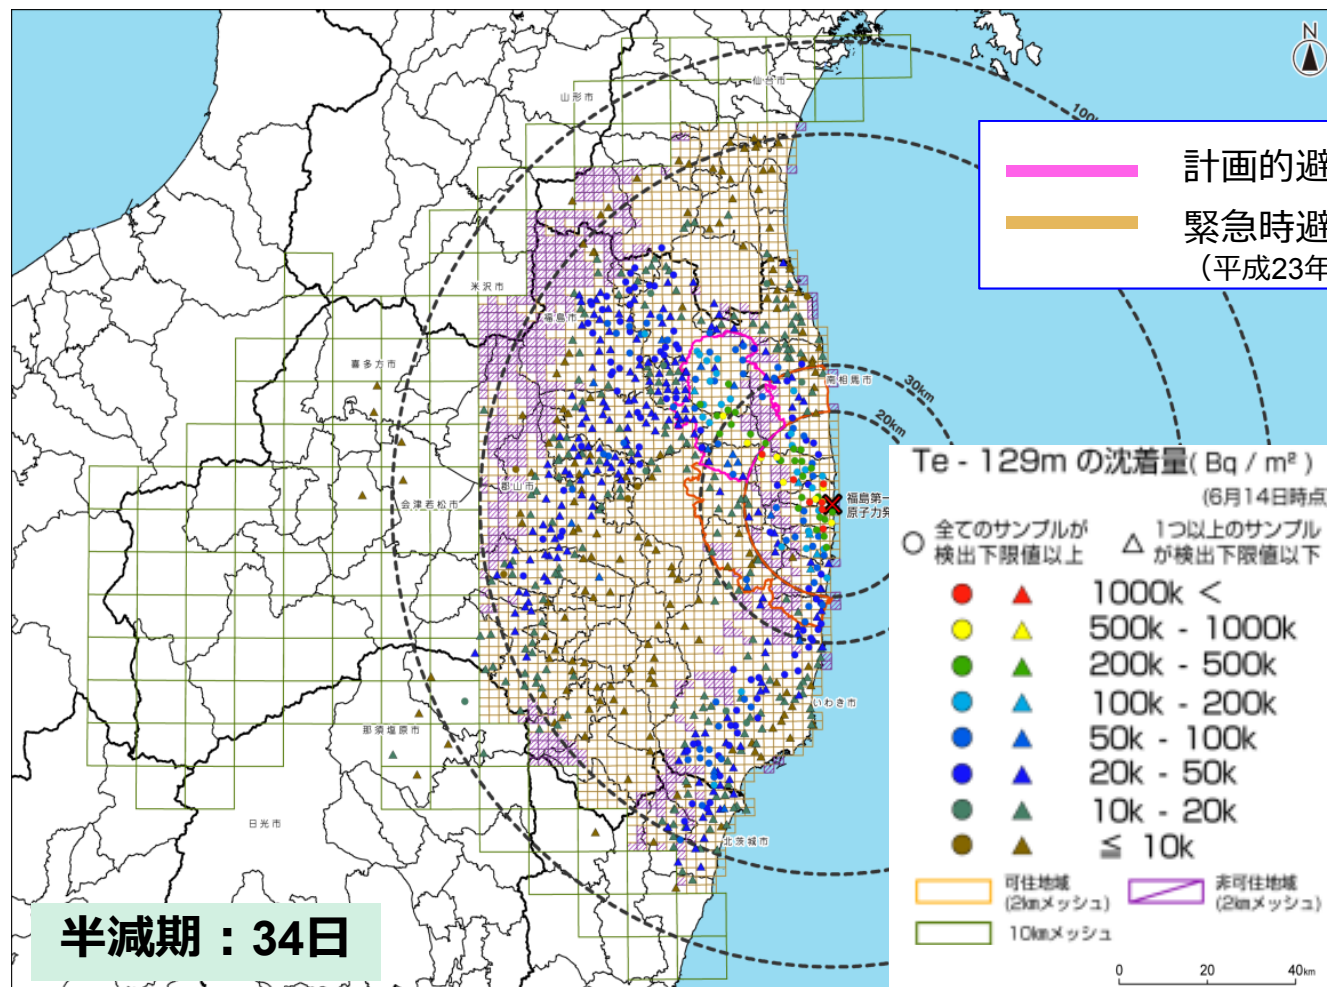 N
仙台市
山形市
100km
計画的避
緊急時避
（平成23年
米沢市
福島市
喜多方市
南相馬市
30km
20km
郡山市
会津若松市
福島第一
原子力発
Te - 129m の沈着量( Bq / m² )
(6月14日時点)
○ 全てのサンプルが
検出下限値以上
△ 1つ以上のサンプル
が検出下限値以下
1000k <
500k - 1000k
200k - 500k
100k - 200k
50k - 100k
20k - 50k
10k - 20k
≦ 10k
可住地域
(2kmメッシュ)
非可住地域
(2kmメッシュ)
10kmメッシュ
いわき市
那須塩原市
日光市
北茨城市
半減期：34日
0 20 40km